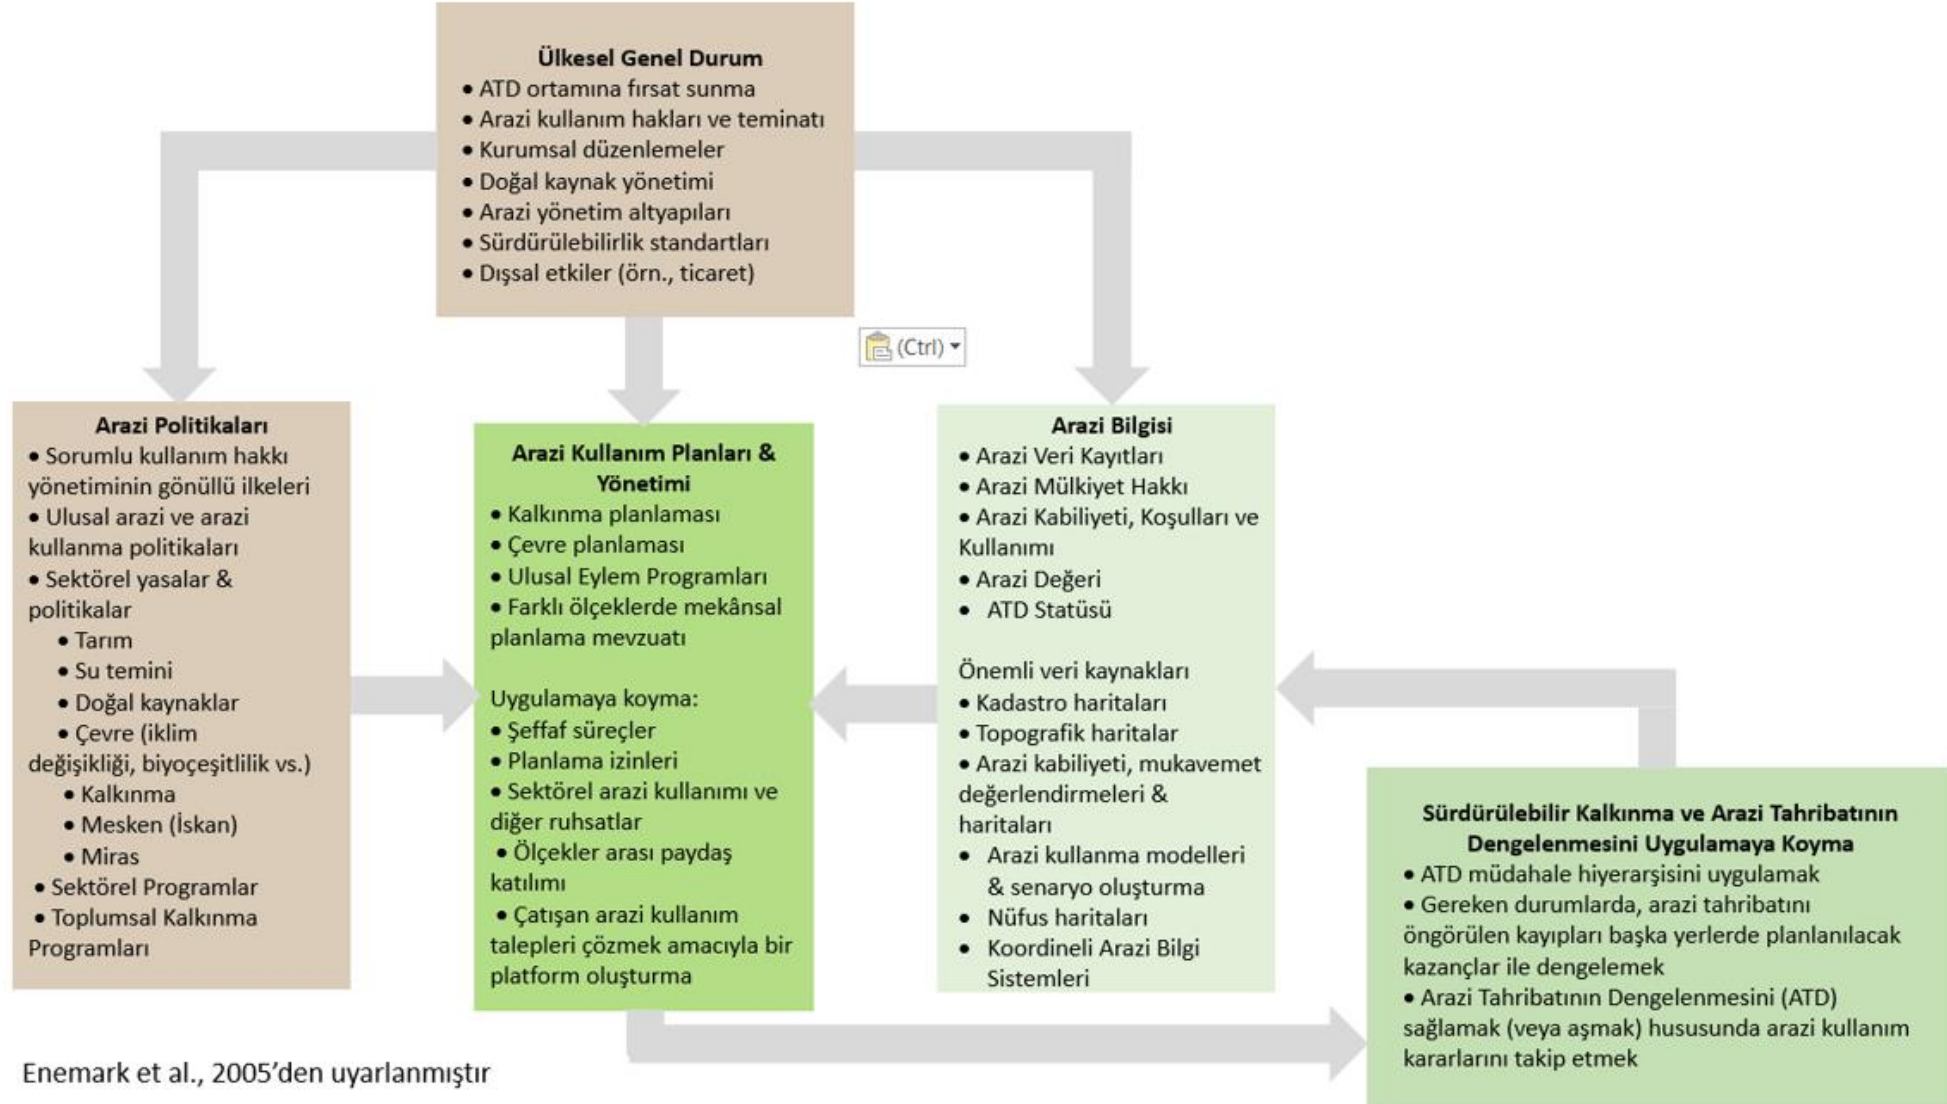 Ülkesel Genel Durum
• ATD ortamına fırsat sunma
• Arazi kullanım hakları ve teminatı
• Kurumsal düzenlemeler
• Doğal kaynak yönetimi
• Arazi yönetim altyapıları
• Sürdürülebilirlik standartları
• Dışsal etkiler (örn., ticaret)
(Ctrl)
Arazi Politikaları
• Sorumlu kullanım hakkı
yönetiminin gönüllü ilkeleri
• Ulusal arazi ve arazi
kullanma politikaları
• Sektörel yasalar &
politikalar
• Tarım
• Su temini
• Doğal kaynaklar
• Çevre (iklim
değişikliği, biyoçeşitlilik vs.)
• Kalkınma
• Mesken (İskan)
• Miras
• Sektörel Programlar
• Toplumsal Kalkınma
Programları
Arazi Kullanım Planları &
Yönetimi
• Kalkınma planlaması
• Çevre planlaması
• Ulusal Eylem Programları
• Farklı ölçeklerde mekânsal
planlama mevzuatı
Uygulamaya koyma:
• Şeffaf süreçler
• Planlama izinleri
• Sektörel arazi kullanımı ve
diğer ruhsatlar
• Ölçekler arası paydaş
katılımı
• Çatışan arazi kullanım
talepleri çözmek amacıyla bir
platform oluşturma
Arazi Bilgisi
• Arazi Veri Kayıtları
• Arazi Mülkiyet Hakkı
• Arazi Kabiliyeti, Koşulları ve
Kullanımı
• Arazi Değeri
• ATD Statüsü
Önemli veri kaynakları
• Kadastro haritaları
• Topografik haritalar
• Arazi kabiliyeti, mukavemet
değerlendirmeleri &
haritaları
• Arazi kullanma modelleri
& senaryo oluşturma
• Nüfus haritaları
• Koordineli Arazi Bilgi
Sistemleri
Sürdürülebilir Kalkınma ve Arazi Tahribatının
Dengelenmesini Uygulamaya Koyma
• ATD müdahale hiyerarşisini uygulamak
• Gereken durumlarda, arazi tahribatını
öngörülen kayıpları başka yerlerde planlanılacak
kazançlar ile dengelemek
• Arazi Tahribatının Dengelenmesini (ATD)
sağlamak (veya aşmak) hususunda arazi kullanım
kararlarını takip etmek
Enemark et al., 2005’den uyarlanmıştır